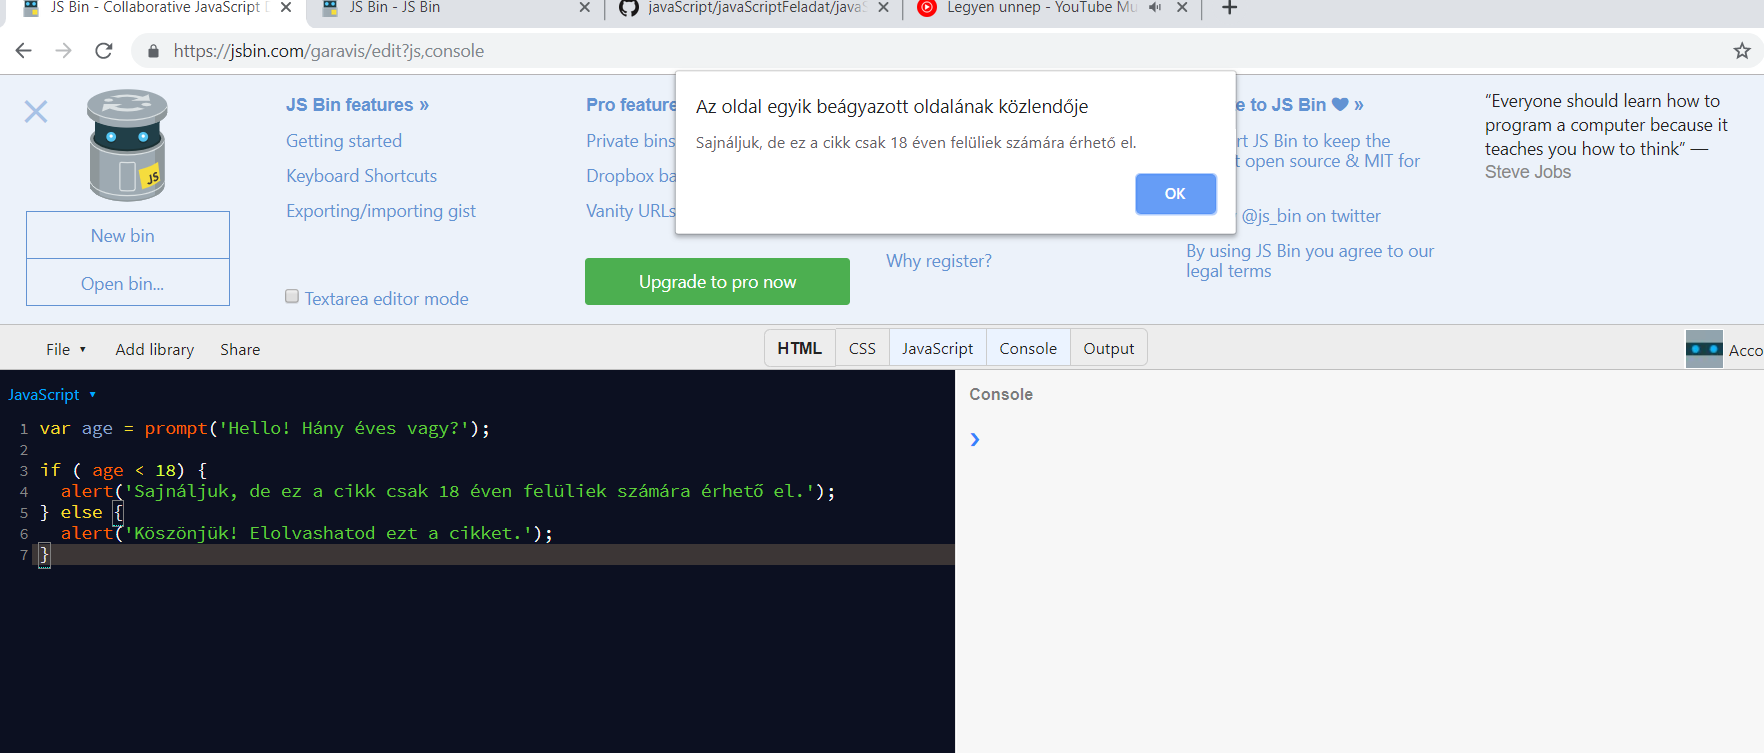 JS Bin - Collaborative JavaScript
JS Bin - JS Bin
javaScript/javaScriptFeladat/java
Legyen unnep - YouTube Mu
https://jsbin.com/garavis/edit?js,console
Az oldal egyik beágyazott oldalának közlendője
Sajnáljuk, de ez a cikk csak 18 éven felüliek számára érhető el.
OK
JS
New bin
Open bin...
JS Bin features »
Getting started
Keyboard Shortcuts
Exporting/importing gist
Textarea editor mode
Pro feature
Private bins
Dropbox ba
Vanity URLs
Upgrade to pro now
Why register?
e to JS Bin »
rt JS Bin to keep the
t open source & MIT for
@js_bin on twitter
By using JS Bin you agree to our
legal terms
“Everyone should learn how to
program a computer because it
teaches you how to think” —
Steve Jobs
File
Add library
Share
HTML
CSS
JavaScript
Console
Output
Acco
JavaScript
1 var age = prompt('Hello! Hány éves vagy?');
2
3 if ( age < 18) {
4 alert('Sajnáljuk, de ez a cikk csak 18 éven felüliek számára érhető el.');
5 } else {
6 alert('Köszönjük! Elolvashatod ezt a cikket.');
7 }
Console